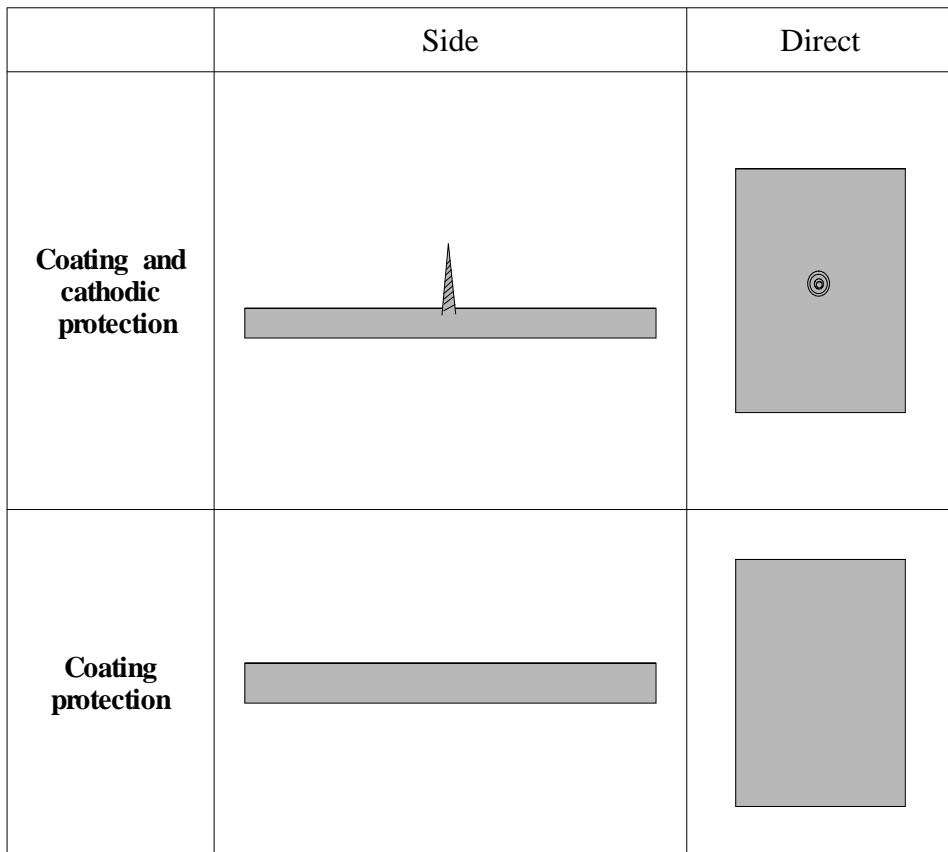 Side
Direct
Coating and
cathodic
protection
Coating
protection